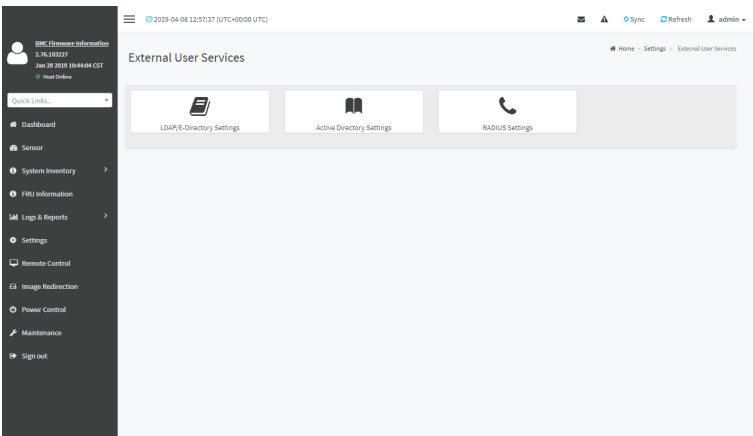 2019-04-08 12:57:37 (UTC+00:00 UTC)
Sync
Refresh
admin
BMC Firmware Information
2.76.103227
Jan 28 2019 10:44:04 CST
Host Online
Quick Links..
Dashboard
Sensor
System Inventory
FRU Information
Logs & Reports
Settings
Remote Control
Image Redirection
Power Control
Maintenance
Sign out
External User Services
Home > Settings > External User Services
LDAP/E-Directory Settings
Active Directory Settings
RADIUS Settings